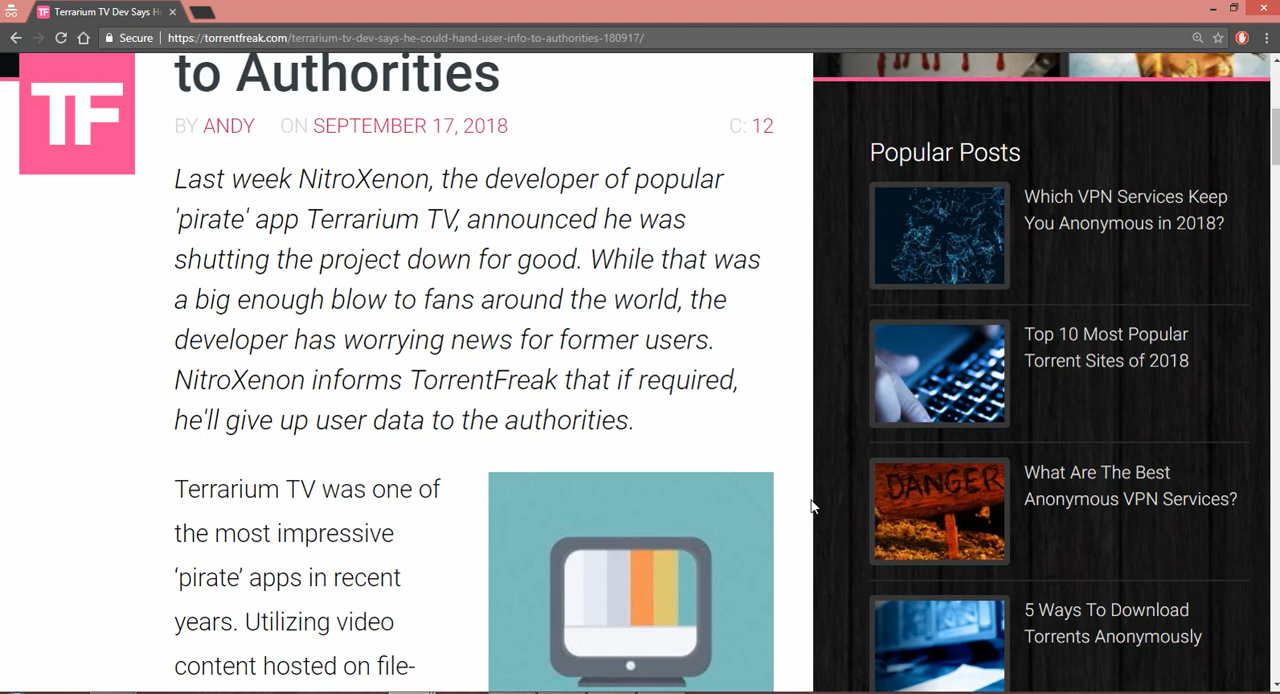 Terrarium TV Dev Says H
Secure
https://torrentfreak.com/terrarium-tv-dev-says-he-could-hand-user-info-to-authorities-180917/
TF
to Authorities
BY ANDY ON SEPTEMBER 17, 2018 C: 12
Last week NitroXenon, the developer of popular
'pirate' app Terrarium TV, announced he was
shutting the project down for good. While that was
a big enough blow to fans around the world, the
developer has worrying news for former users.
NitroXenon informs TorrentFreak that if required,
he'll give up user data to the authorities.
Terrarium TV was one of
the most impressive
‘pirate’ apps in recent
years. Utilizing video
content hosted on file-
Popular Posts
Which VPN Services Keep
You Anonymous in 2018?
Top 10 Most Popular
Torrent Sites of 2018
DANGER
What Are The Best
Anonymous VPN Services?
5 Ways To Download
Torrents Anonymously